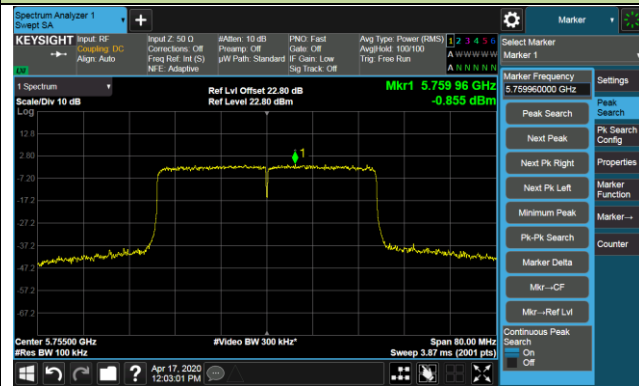 Spectrum Analyzer 1
Swept SA
Marker
KEYSIGHT
Input: RF
Coupling: DC
Align: Auto
Input Z: 50 Ω
Corrections: Off
Freq Ref: Int (S)
NFE: Adaptive
#Atten: 10 dB
Preamp: Off
µW Path: Standard
PNO: Fast
Gate: Off
IF Gain: Low
Sig Track: Off
Avg Type: Power (RMS)
Avg|Hold: 100/100
Trig: Free Run
1 2 3 4 5 6
A W W W W W
A N N N N N
Select Marker
Marker 1
LXI
1 Spectrum
Scale/Div 10 dB
Log
Ref Lvl Offset 22.80 dB
Ref Level 22.80 dBm
Mkr1 5.759 96 GHz
-0.855 dBm
12.8
2.80
-7.20
-17.2
-27.2
-37.2
-47.2
-57.2
-67.2
1
Center 5.75500 GHz
#Res BW 100 kHz
#Video BW 300 kHz*
Span 80.00 MHz
Sweep 3.87 ms (2001 pts)
Marker Frequency
5.759960000 GHz
Peak Search
Next Peak
Next Pk Right
Next Pk Left
Minimum Peak
Pk-Pk Search
Marker Delta
Mkr→CF
Mkr→Ref Lvl
Continuous Peak
Search
On
Off
Settings
Peak
Search
Pk Search
Config
Properties
Marker
Function
Marker→
Counter
?
Apr 17, 2020
12:03:01 PM